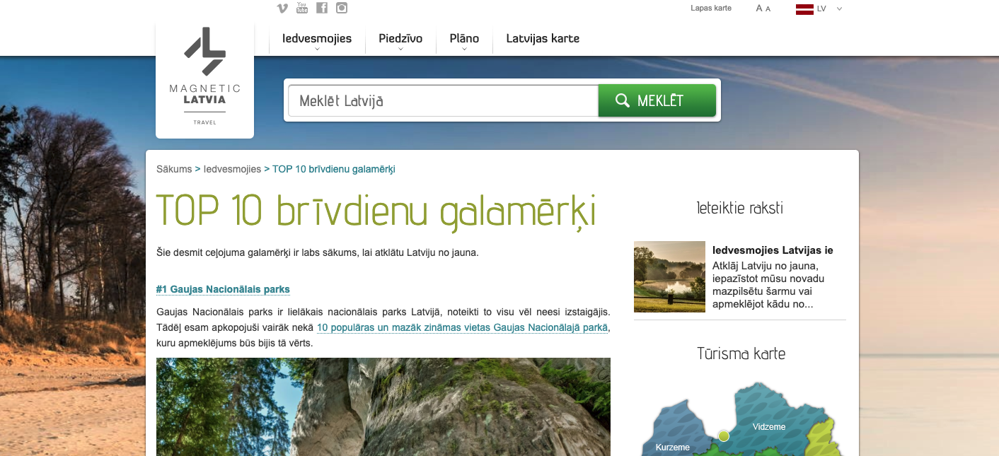 You
Tube
Lapas karte
A A
LV
Iedvesmojies
Piedzīvo
Plāno
Latvijas karte
MAGNETIC
LATVIA
TRAVEL
Meklēt Latvijā
MEKLĒT
Sākums > Iedvesmojies > TOP 10 brīvdienu galamērķi
TOP 10 brīvdienu galamērķi
Šie desmit ceļojuma galamērķi ir labs sākums, lai atklātu Latviju no jauna.
#1 Gaujas Nacionālais parks
Gaujas Nacionālais parks ir lielākais nacionālais parks Latvijā, noteikti to visu vēl neesi izstaigājis.
Tādēļ esam apkopojuši vairāk nekā 10 populāras un mazāk zināmas vietas Gaujas Nacionālajā parkā,
kuru apmeklējums būs bijis tā vērts.
Ieteiktie raksti
Iedvesmojies Latvijas ie
Atklāj Latviju no jauna,
iepazīstot mūsu novadu
mazpilsētu šarmu vai
apmeklējot kādu no...
Tūrisma karte
Vidzeme
Kurzeme